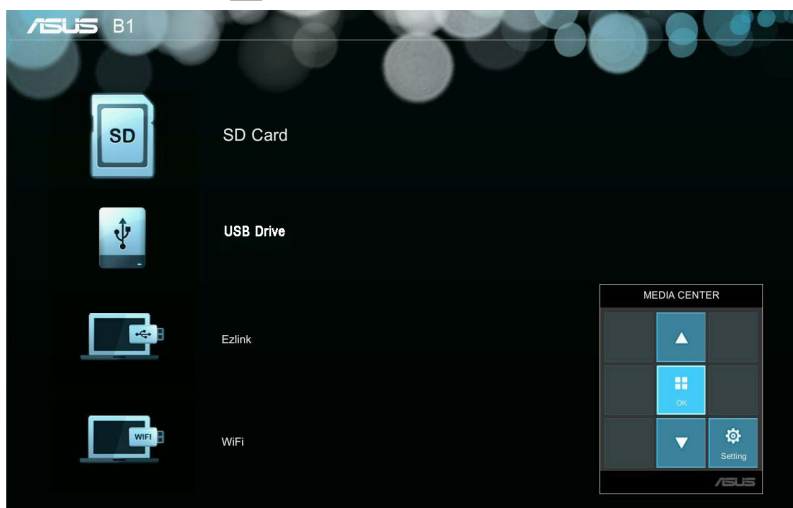 ASUS B1
SD
SD Card
USB Drive
Ezlink
WIFI
WiFi
MEDIA CENTER
OK
Setting
ASUS